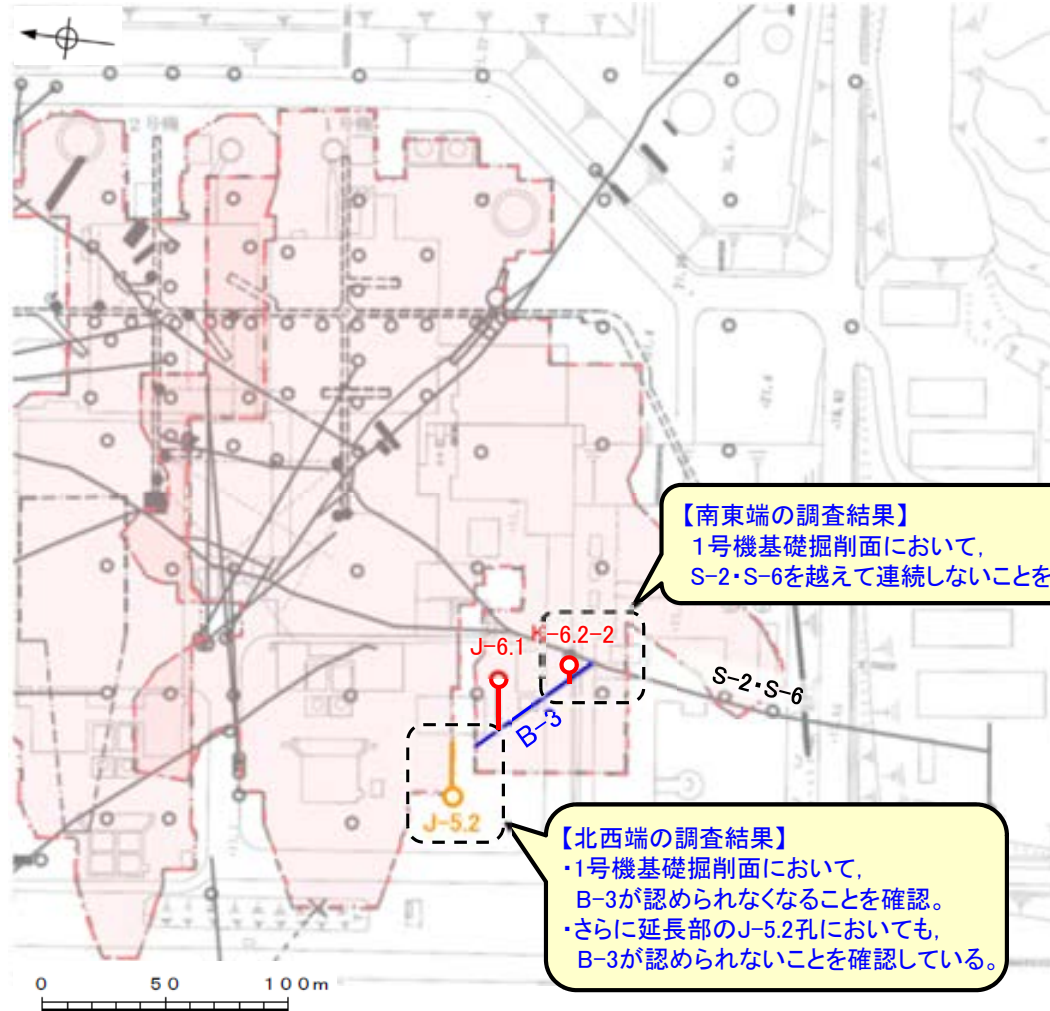 2号機
1号機
【南東端の調査結果】
1号機基礎掘削面において,
S-2・S-6を越えて連続しないことを
K-6.2-2
J-6.1
S-2・S-6
B-3
J-5.2
【北西端の調査結果】
・1号機基礎掘削面において,
B-3が認められなくなることを確認。
・さらに延長部のJ-5.2孔においても,
B-3が認められないことを確認している。
0 50 100m